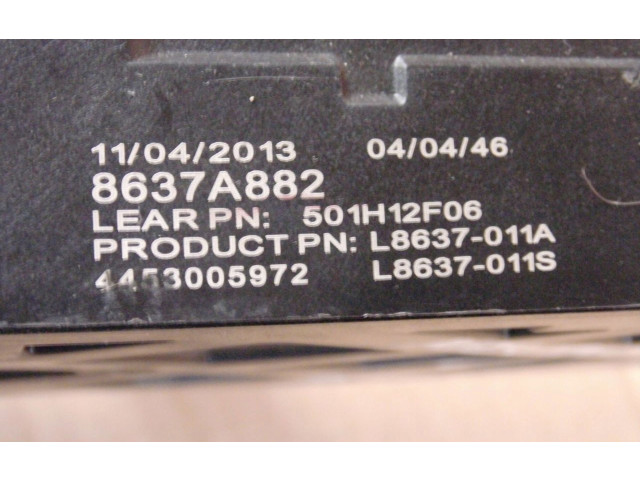 11/04/2013 04/04/46
8637A882
LEAR PN: 501H12F06
PRODUCT PN: L8637-011A
4453005972 L8637-011S